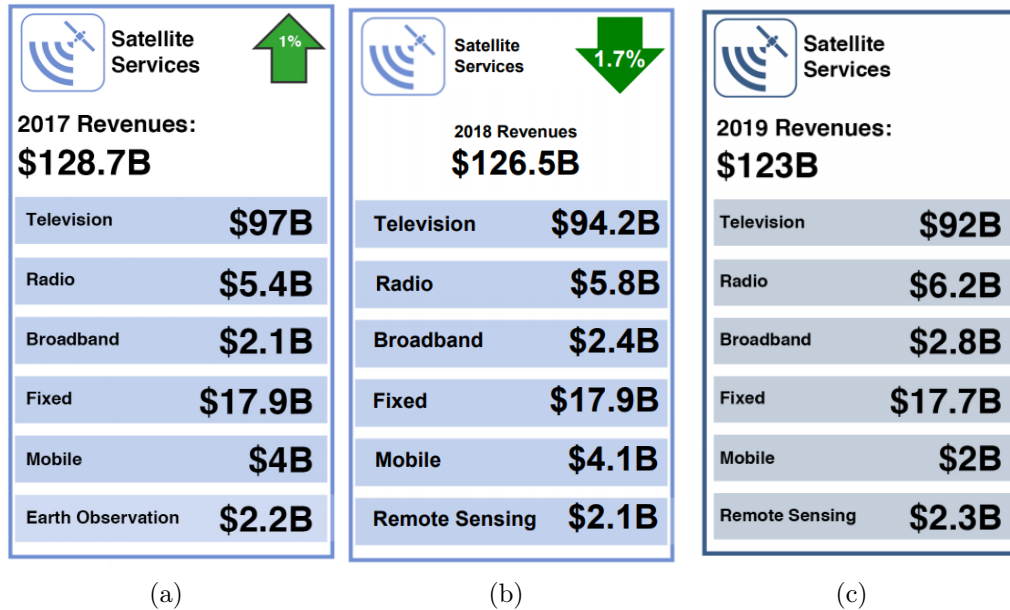 Satellite
Services
1%
2017 Revenues:
$128.7B
Television $97B
Radio $5.4B
Broadband $2.1B
Fixed $17.9B
Mobile $4B
Earth Observation $2.2B
(a)
Satellite
Services
1.7%
2018 Revenues
$126.5B
Television $94.2B
Radio $5.8B
Broadband $2.4B
Fixed $17.9B
Mobile $4.1B
Remote Sensing $2.1B
(b)
Satellite
Services
2019 Revenues:
$123B
Television $92B
Radio $6.2B
Broadband $2.8B
Fixed $17.7B
Mobile $2B
Remote Sensing $2.3B
(c)